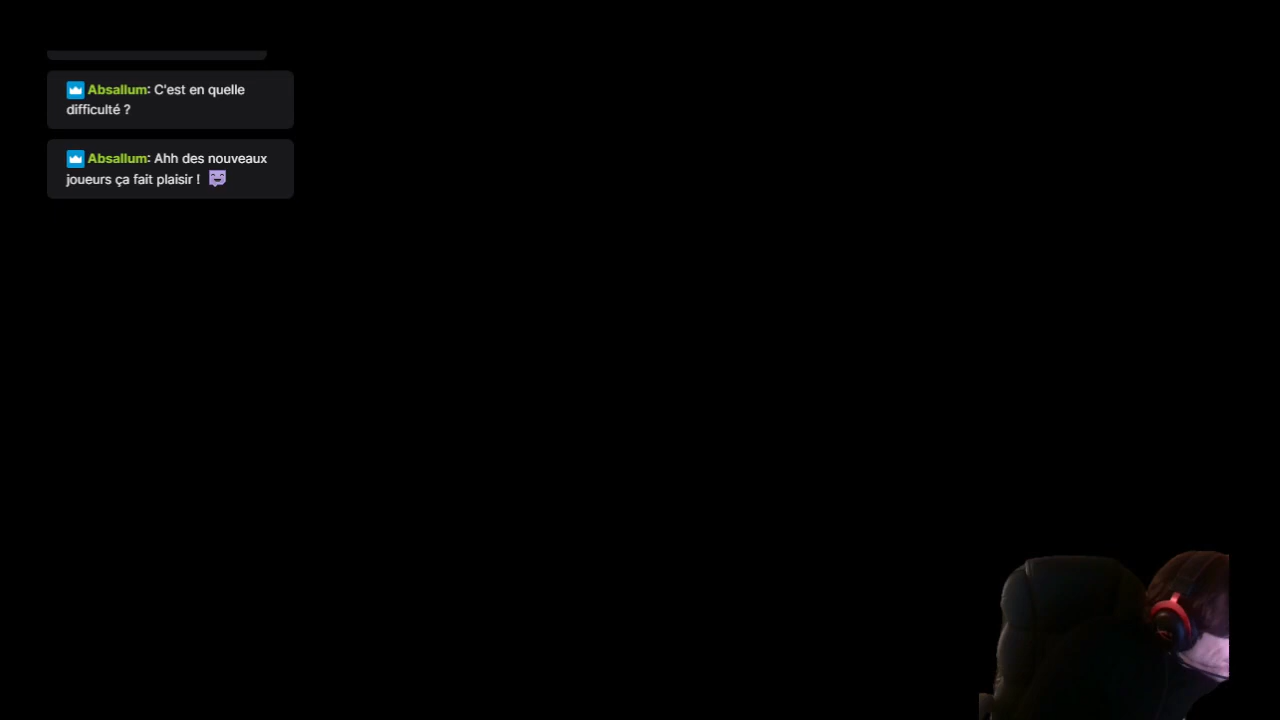 Absallum: C'est en quelle
difficulté ?
Absallum: Ahh des nouveaux
joueurs ça fait plaisir !